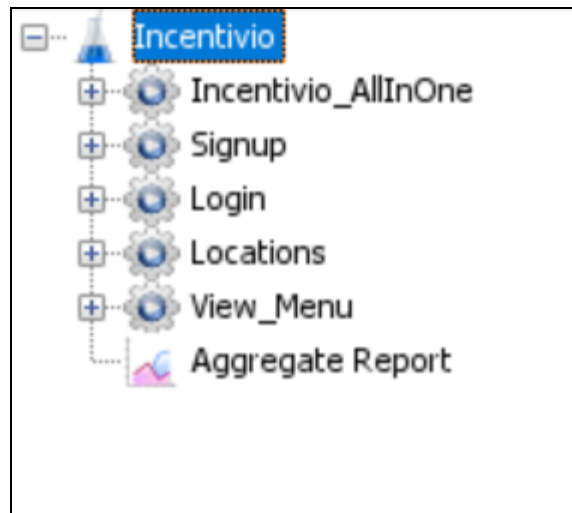 Incentivio
Incentivio_AllInOne
Signup
Login
Locations
View_Menu
Aggregate Report